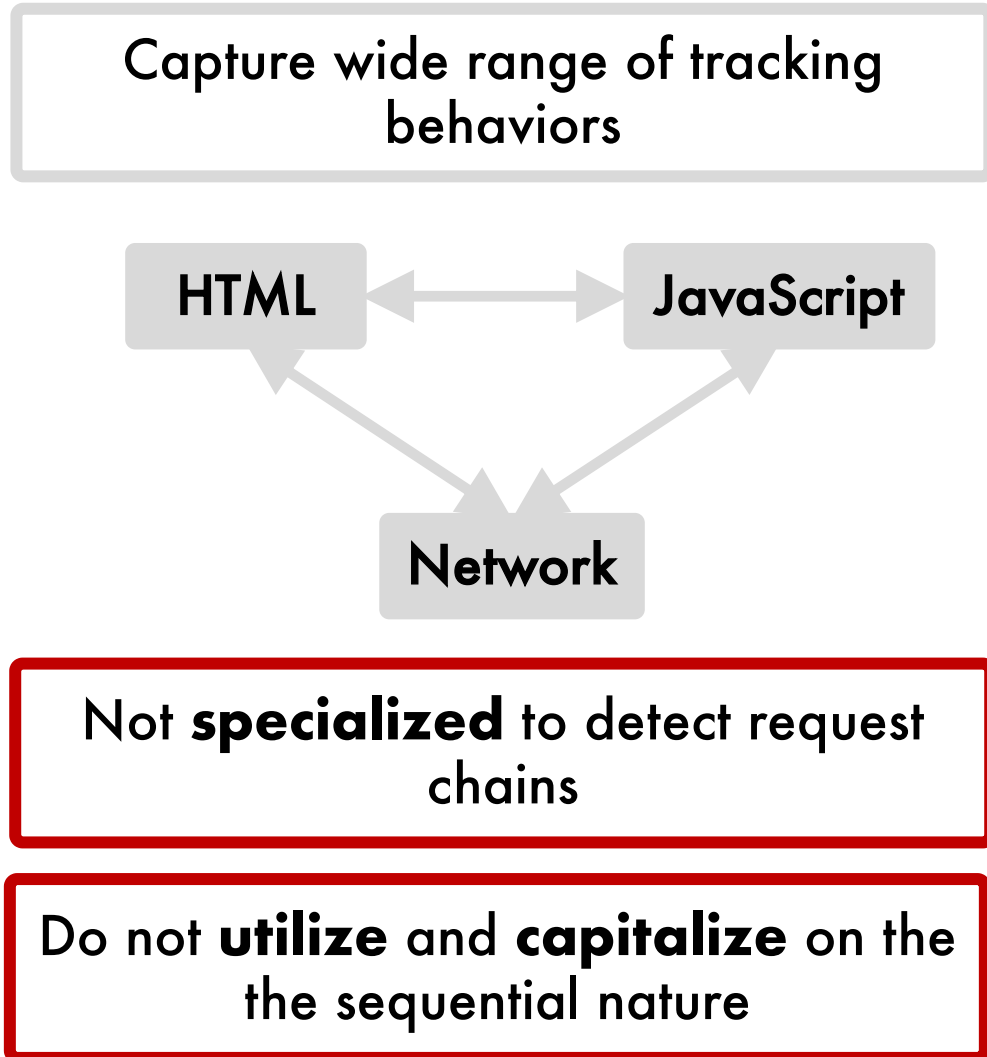 Capture wide range of tracking
behaviors
HTML
JavaScript
Network
Not specialized to detect request
chains
Do not utilize and capitalize on the
the sequential nature